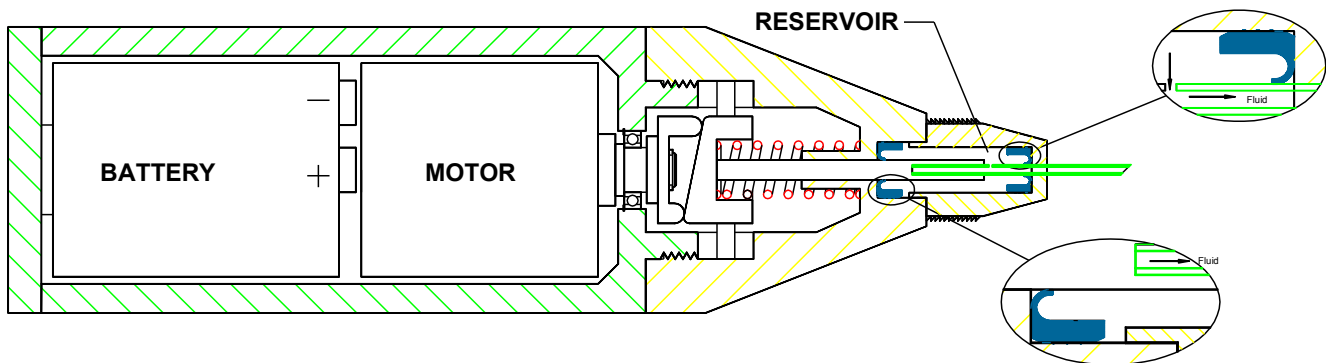 RESERVOIR
Fluid
BATTERY
− +
MOTOR
Fluid